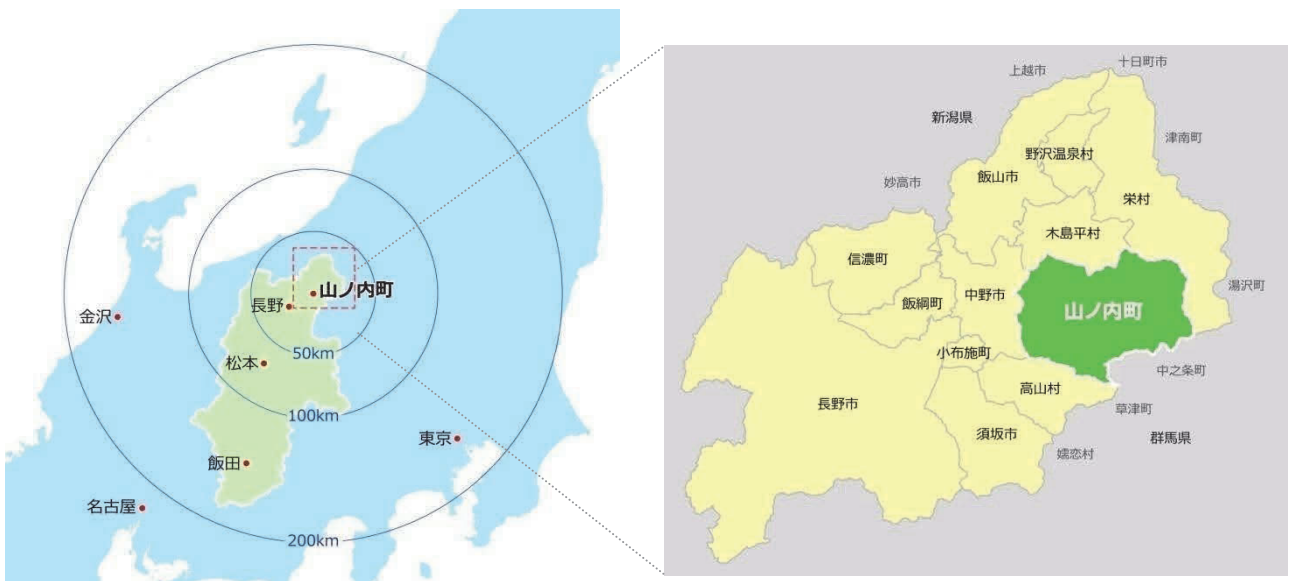 山ノ内町
長野
金沢
50km
松本
100km
東京
飯田
名古屋
200km
十日町市
上越市
新潟県
津南町
野沢温泉村
飯山市
妙高市
栄村
木島平村
信濃町
湯沢町
中野市
飯綱町
山ノ内町
小布施町
中之条町
高山村
長野市
草津町
須坂市
群馬県
嬬恋村